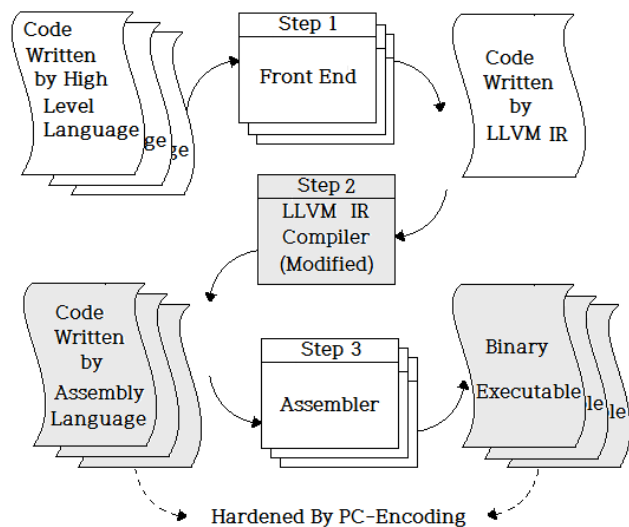 Code
Written
by High
Level
Language
ge
ge
Step 1
Front End
Code
Written
by
LLVM IR
Step 2
LLVM IR
Compiler
(Modified)
Code
Written
by
Assembly
Language
Step 3
Assembler
Binary
Executable
le
le
Hardened By PC-Encoding